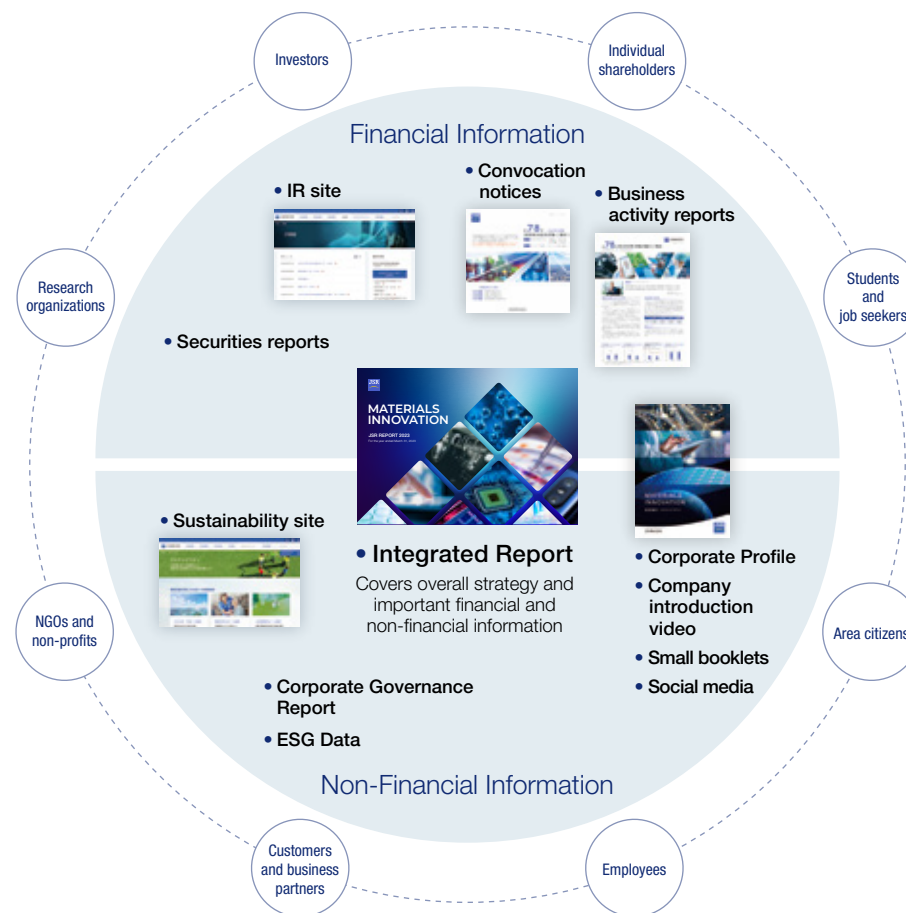 Investors
Individual
shareholders
Financial Information
• IR site
• Convocation
notices
• Business
activity reports
Research
organizations
Students
and
job seekers
• Securities reports
JSR
MATERIALS
INNOVATION
JSR REPORT 2023
MATERIALS
INNOVATION
• Sustainability site
• Integrated Report
Covers overall strategy and
important financial and
non-financial information
• Corporate Profile
• Company
introduction
video
• Small booklets
• Social media
NGOs and
non-profits
Area citizens
• Corporate Governance
Report
• ESG Data
Non-Financial Information
Customers
and business
partners
Employees